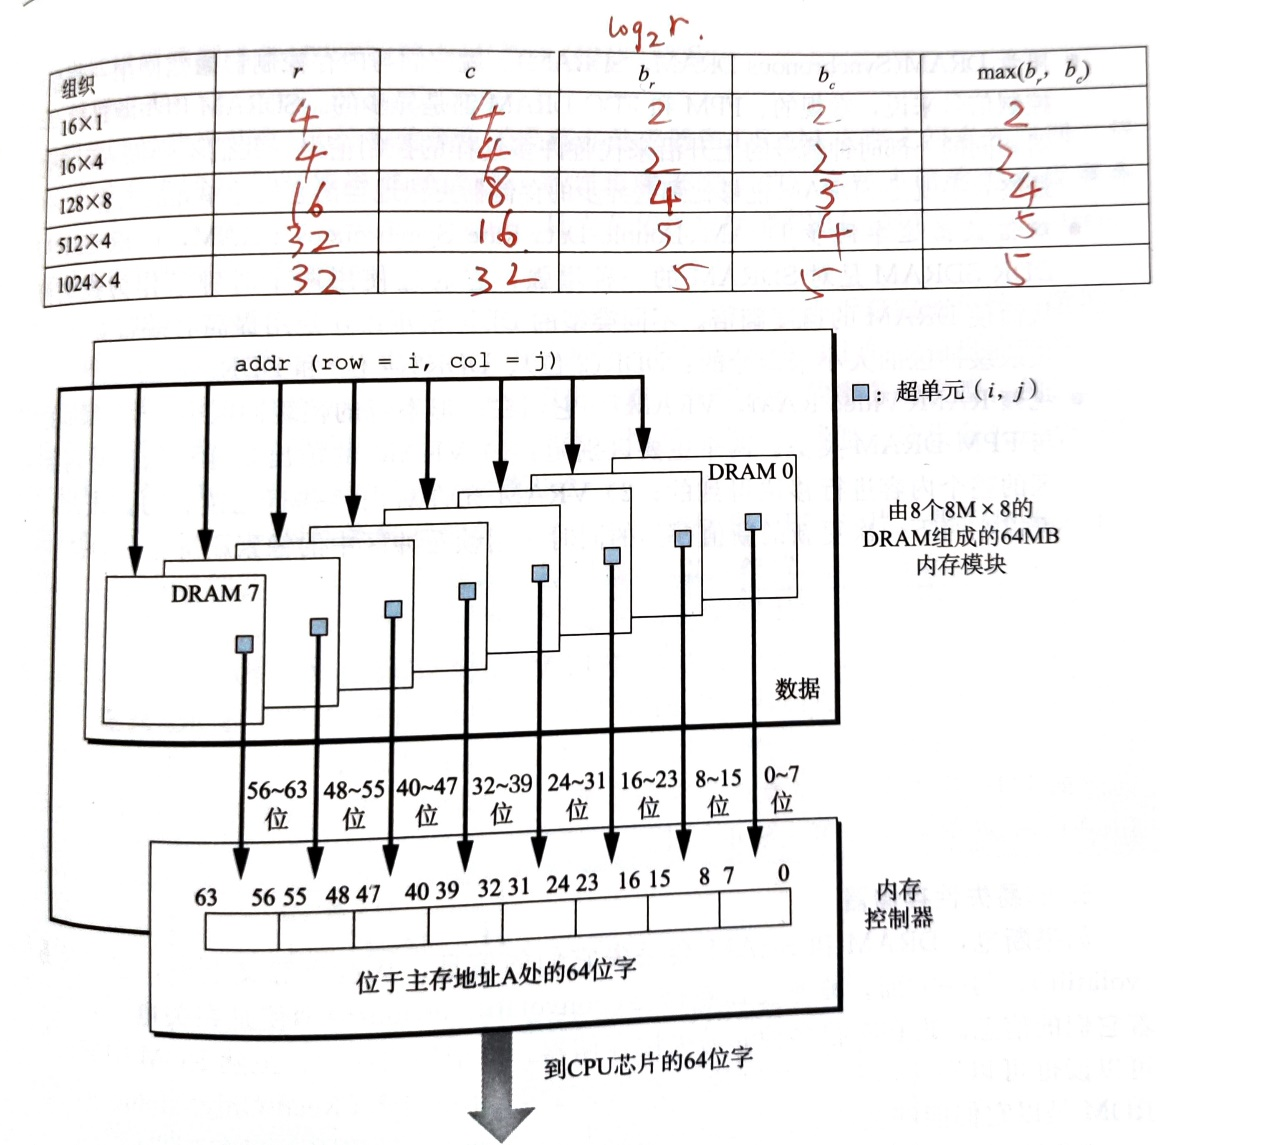 log₂r.
组织 r c bᵣ b꜀ max(bᵣ, b꜀)
16×1 4 4 2 2 2
16×4 4 4 2 2 2
128×8 16 8 4 3 4
512×4 32 16 5 4 5
1024×4 32 32 5 5 5
addr (row = i, col = j)
: 超单元 (i, j)
DRAM 0
由8个8M×8的
DRAM组成的64MB
内存模块
DRAM 7
数据
56~63 48~55 40~47 32~39 24~31 16~23 8~15 0~7
位 位 位 位 位 位 位 位
63 56 55 48 47 40 39 32 31 24 23 16 15 8 7 0
内存
控制器
位于主存地址A处的64位字
到CPU芯片的64位字